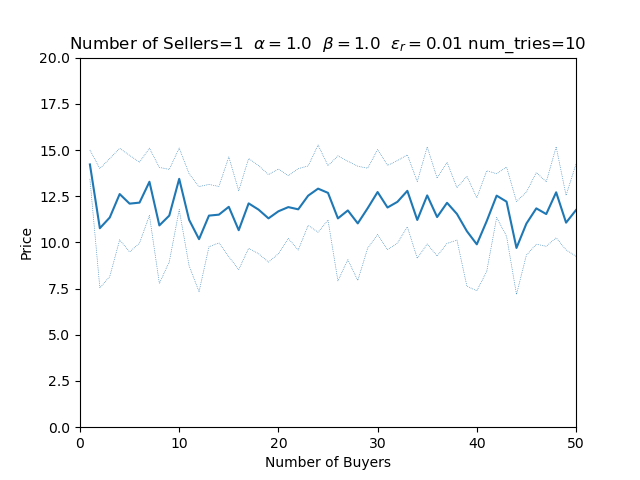 Number of Sellers=1 α = 1.0 β = 1.0 εr = 0.01 num_tries=10
20.0
17.5
15.0
12.5
10.0
7.5
5.0
2.5
0.0
Price
0 10 20 30 40 50
Number of Buyers